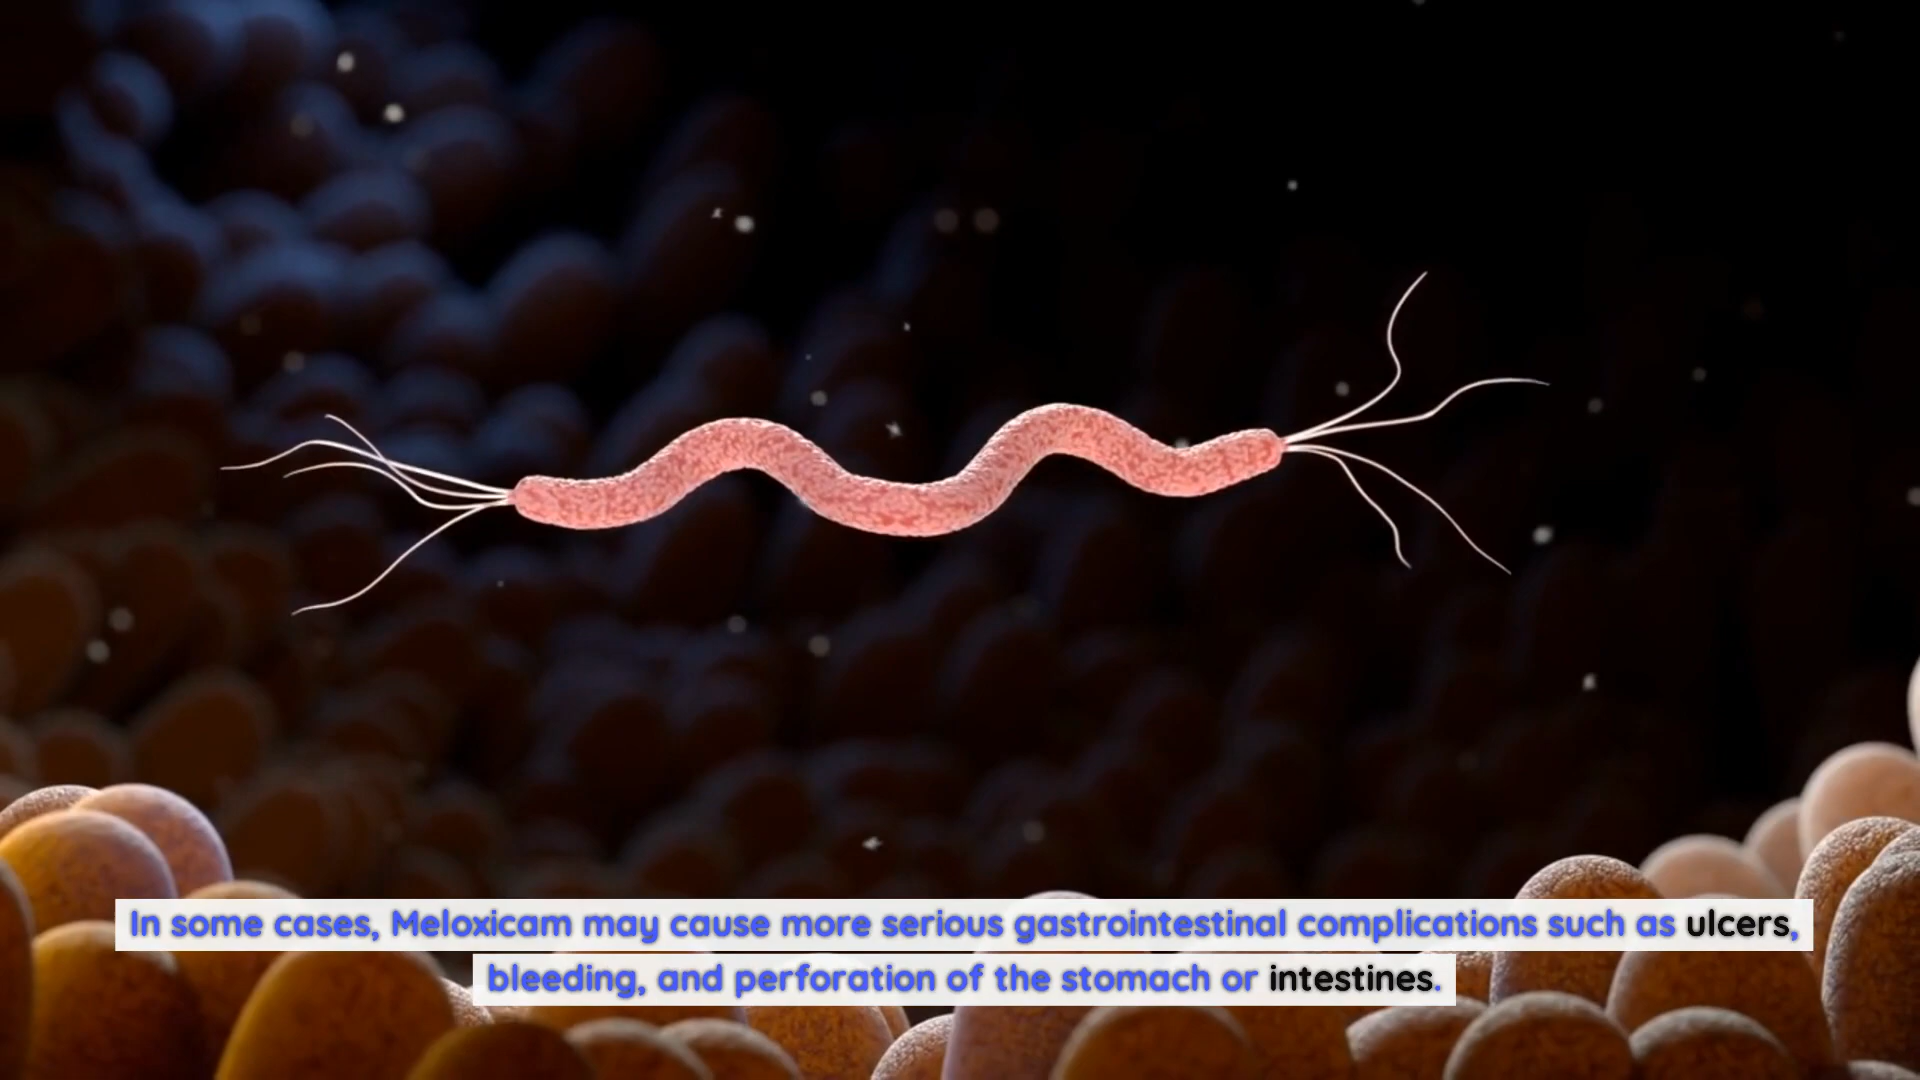 In some cases, Meloxicam may cause more serious gastrointestinal complications such as ulcers,
bleeding, and perforation of the stomach or intestines.